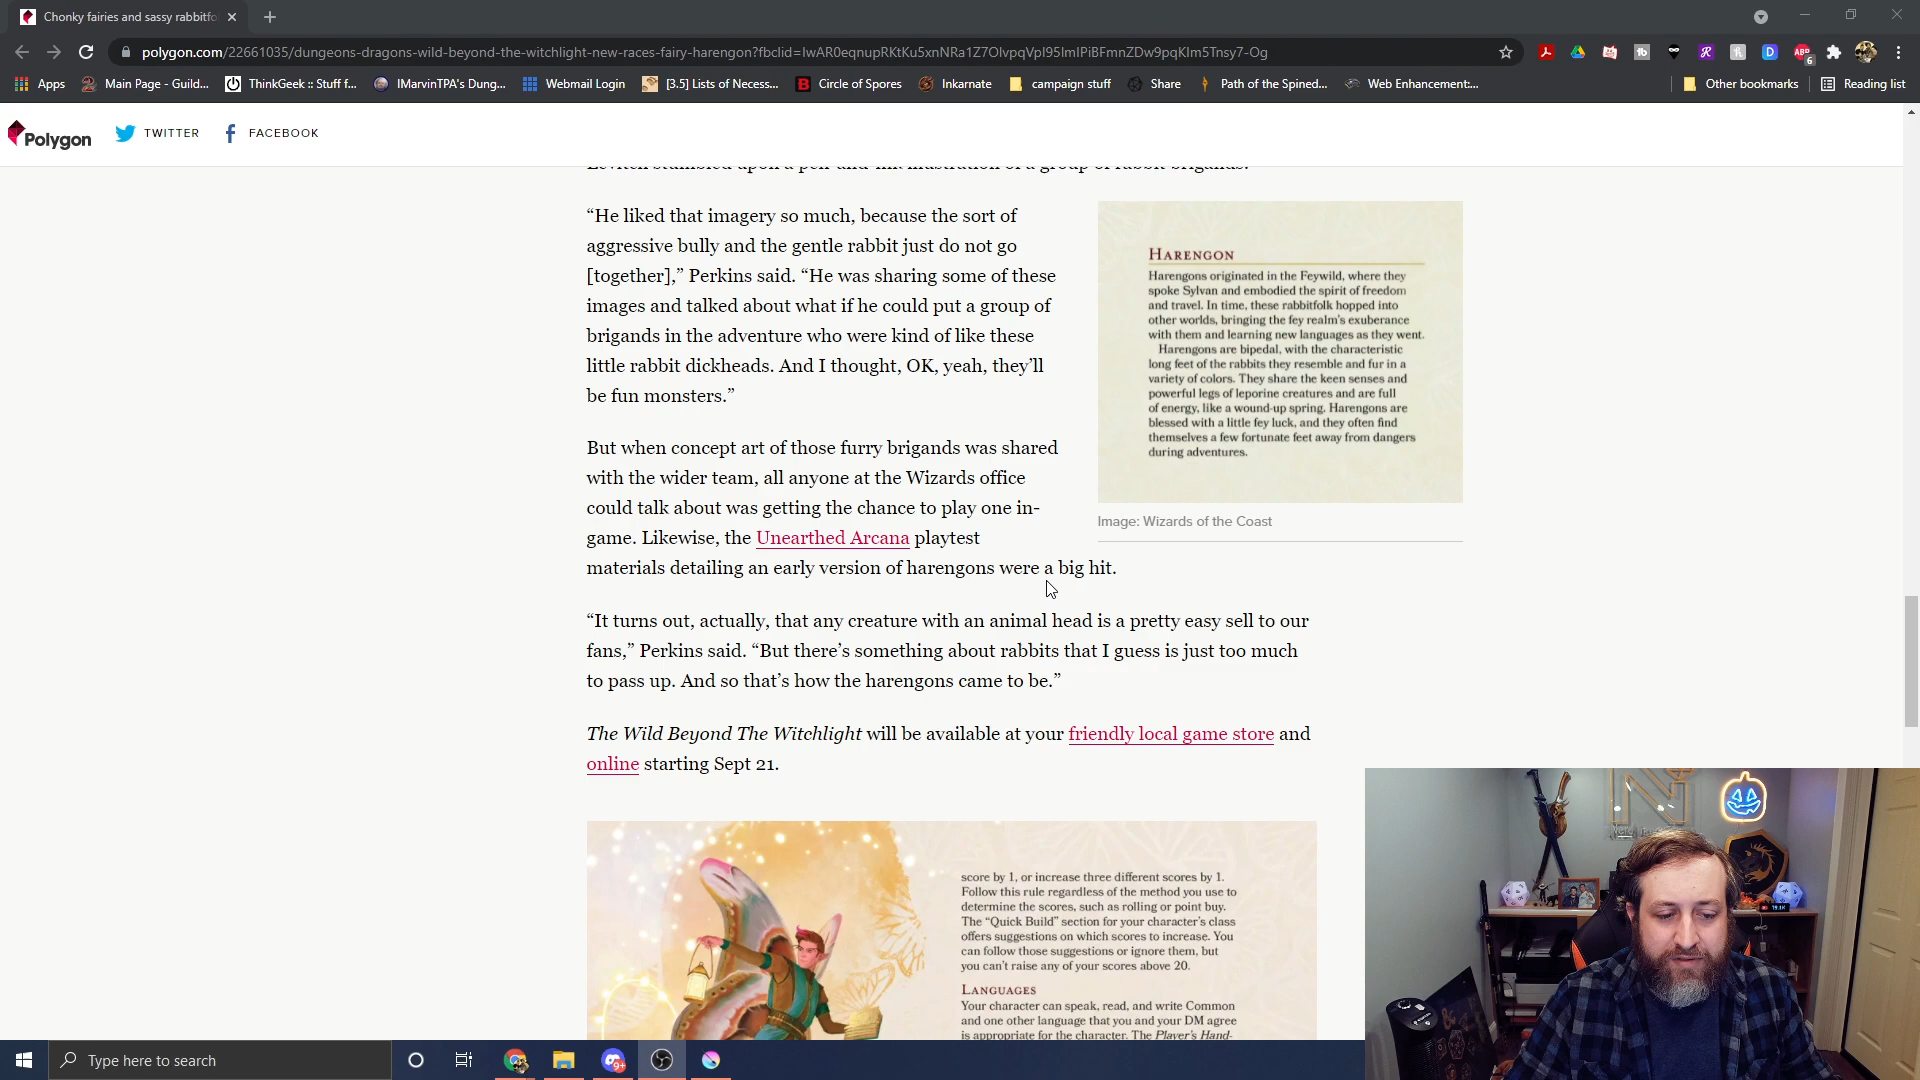 Chonky fairies and sassy rabbitfo
polygon.com/22661035/dungeons-dragons-wild-beyond-the-witchlight-new-races-fairy-harengon?fbclid=IwAR0eqnupRKtKu5xnNRa1Z7OlvpqVpI95lmIPiBFmnZDw9pqKIm5Tnsy7-Og
Apps
Main Page - Guild...
ThinkGeek :: Stuff f...
IMarvinTPA's Dung...
Webmail Login
[3.5] Lists of Necess...
Circle of Spores
Inkarnate
campaign stuff
Share
Path of the Spined...
Web Enhancement:...
Other bookmarks
Reading list
Polygon
TWITTER
FACEBOOK
“He liked that imagery so much, because the sort of
aggressive bully and the gentle rabbit just do not go
[together],” Perkins said. “He was sharing some of these
images and talked about what if he could put a group of
brigands in the adventure who were kind of like these
little rabbit dickheads. And I thought, OK, yeah, they’ll
be fun monsters.”
HARENGON
Harengons originated in the Feywild, where they
spoke Sylvan and embodied the spirit of freedom
and travel. In time, these rabbitfolk hopped into
other worlds, bringing the fey realm's exuberance
with them and learning new languages as they went.
Harengons are bipedal, with the characteristic
long feet of the rabbits they resemble and fur in a
variety of colors. They share the keen senses and
powerful legs of leporine creatures and are full
of energy, like a wound-up spring. Harengons are
blessed with a little fey luck, and they often find
themselves a few fortunate feet away from dangers
during adventures.
Image: Wizards of the Coast
But when concept art of those furry brigands was shared
with the wider team, all anyone at the Wizards office
could talk about was getting the chance to play one in-
game. Likewise, the Unearthed Arcana playtest
materials detailing an early version of harengons were a big hit.
“It turns out, actually, that any creature with an animal head is a pretty easy sell to our
fans,” Perkins said. “But there’s something about rabbits that I guess is just too much
to pass up. And so that’s how the harengons came to be.”
The Wild Beyond The Witchlight will be available at your friendly local game store and
online starting Sept 21.
score by 1, or increase three different scores by 1.
Follow this rule regardless of the method you use to
determine the scores, such as rolling or point buy.
The “Quick Build” section for your character's class
offers suggestions on which scores to increase. You
can follow those suggestions or ignore them, but
you can't raise any of your scores above 20.
LANGUAGES
Your character can speak, read, and write Common
and one other language that you and your DM agree
is appropriate for the character. The Player's Hand-
Type here to search